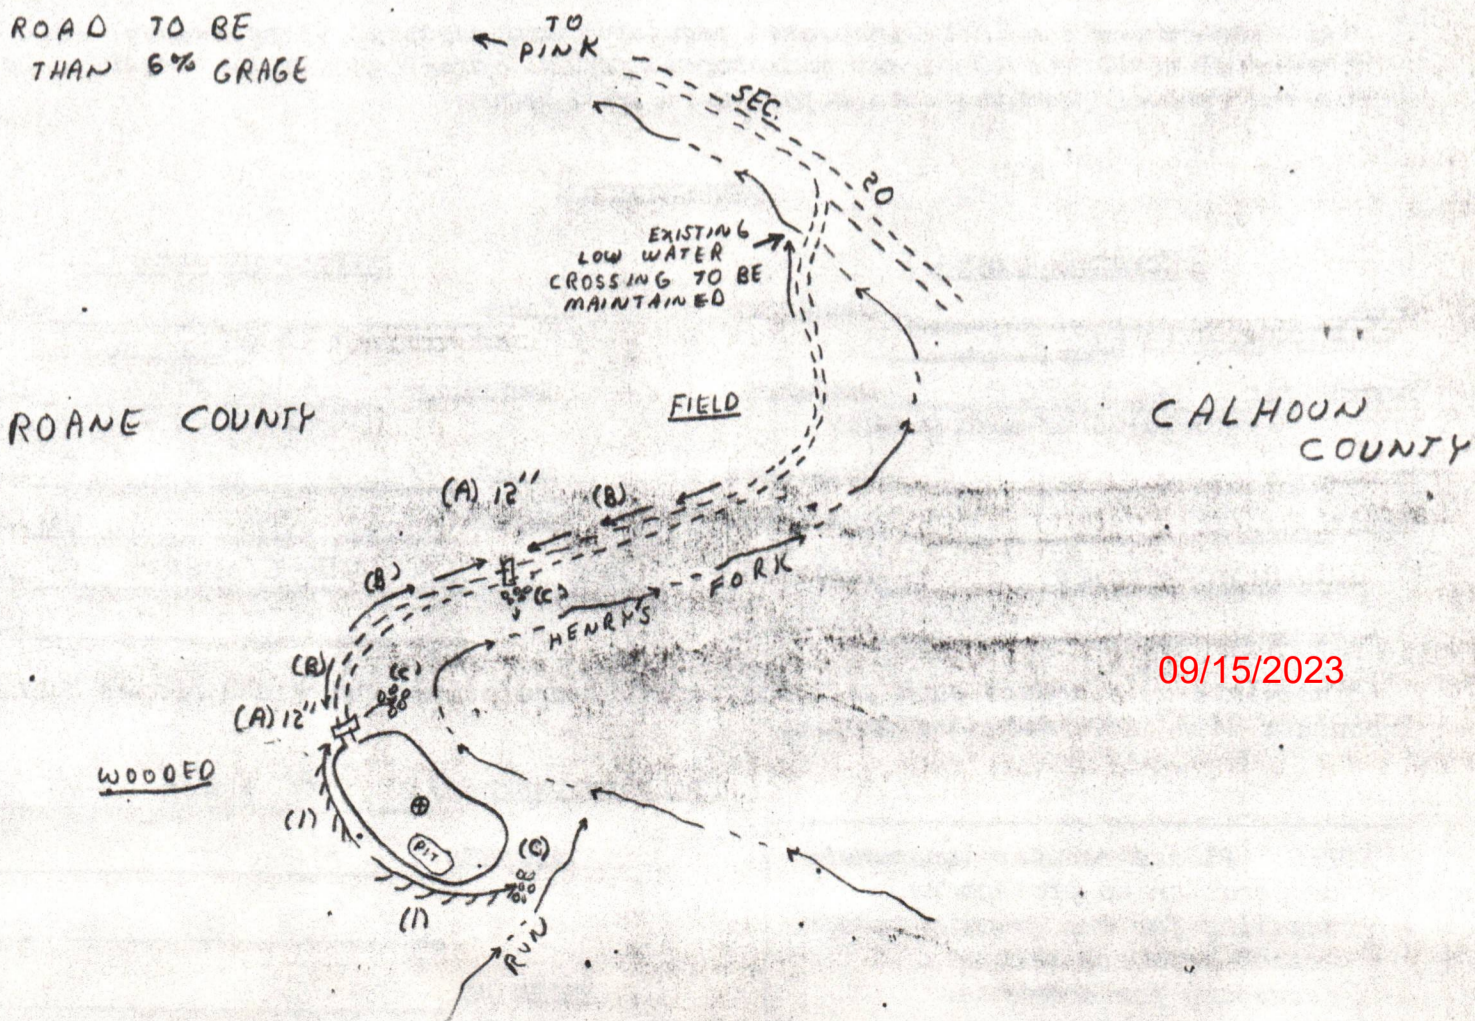 ROAD TO BE
THAN 6% GRAGE
← TO
PINK
SEC.
20
EXISTING
LOW WATER
CROSSING TO BE
MAINTAINED
ROANE COUNTY
FIELD
CALHOUN
COUNTY
(A) 12"
(B)
(B)
(C)
HENRY'S
FORK
(B)
(C)
(A) 12"
09/15/2023
WOODED
(1)
PIT
(C)
(1)
RUN